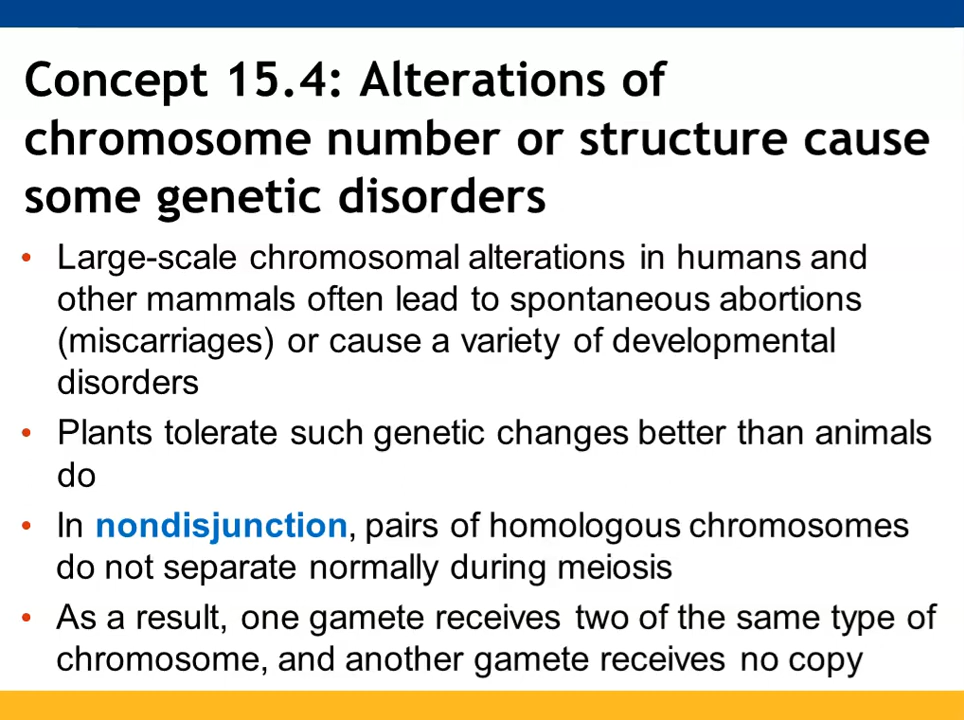 Concept 15.4: Alterations of
chromosome number or structure cause
some genetic disorders
• Large-scale chromosomal alterations in humans and
other mammals often lead to spontaneous abortions
(miscarriages) or cause a variety of developmental
disorders
• Plants tolerate such genetic changes better than animals
do
• In nondisjunction, pairs of homologous chromosomes
do not separate normally during meiosis
• As a result, one gamete receives two of the same type of
chromosome, and another gamete receives no copy